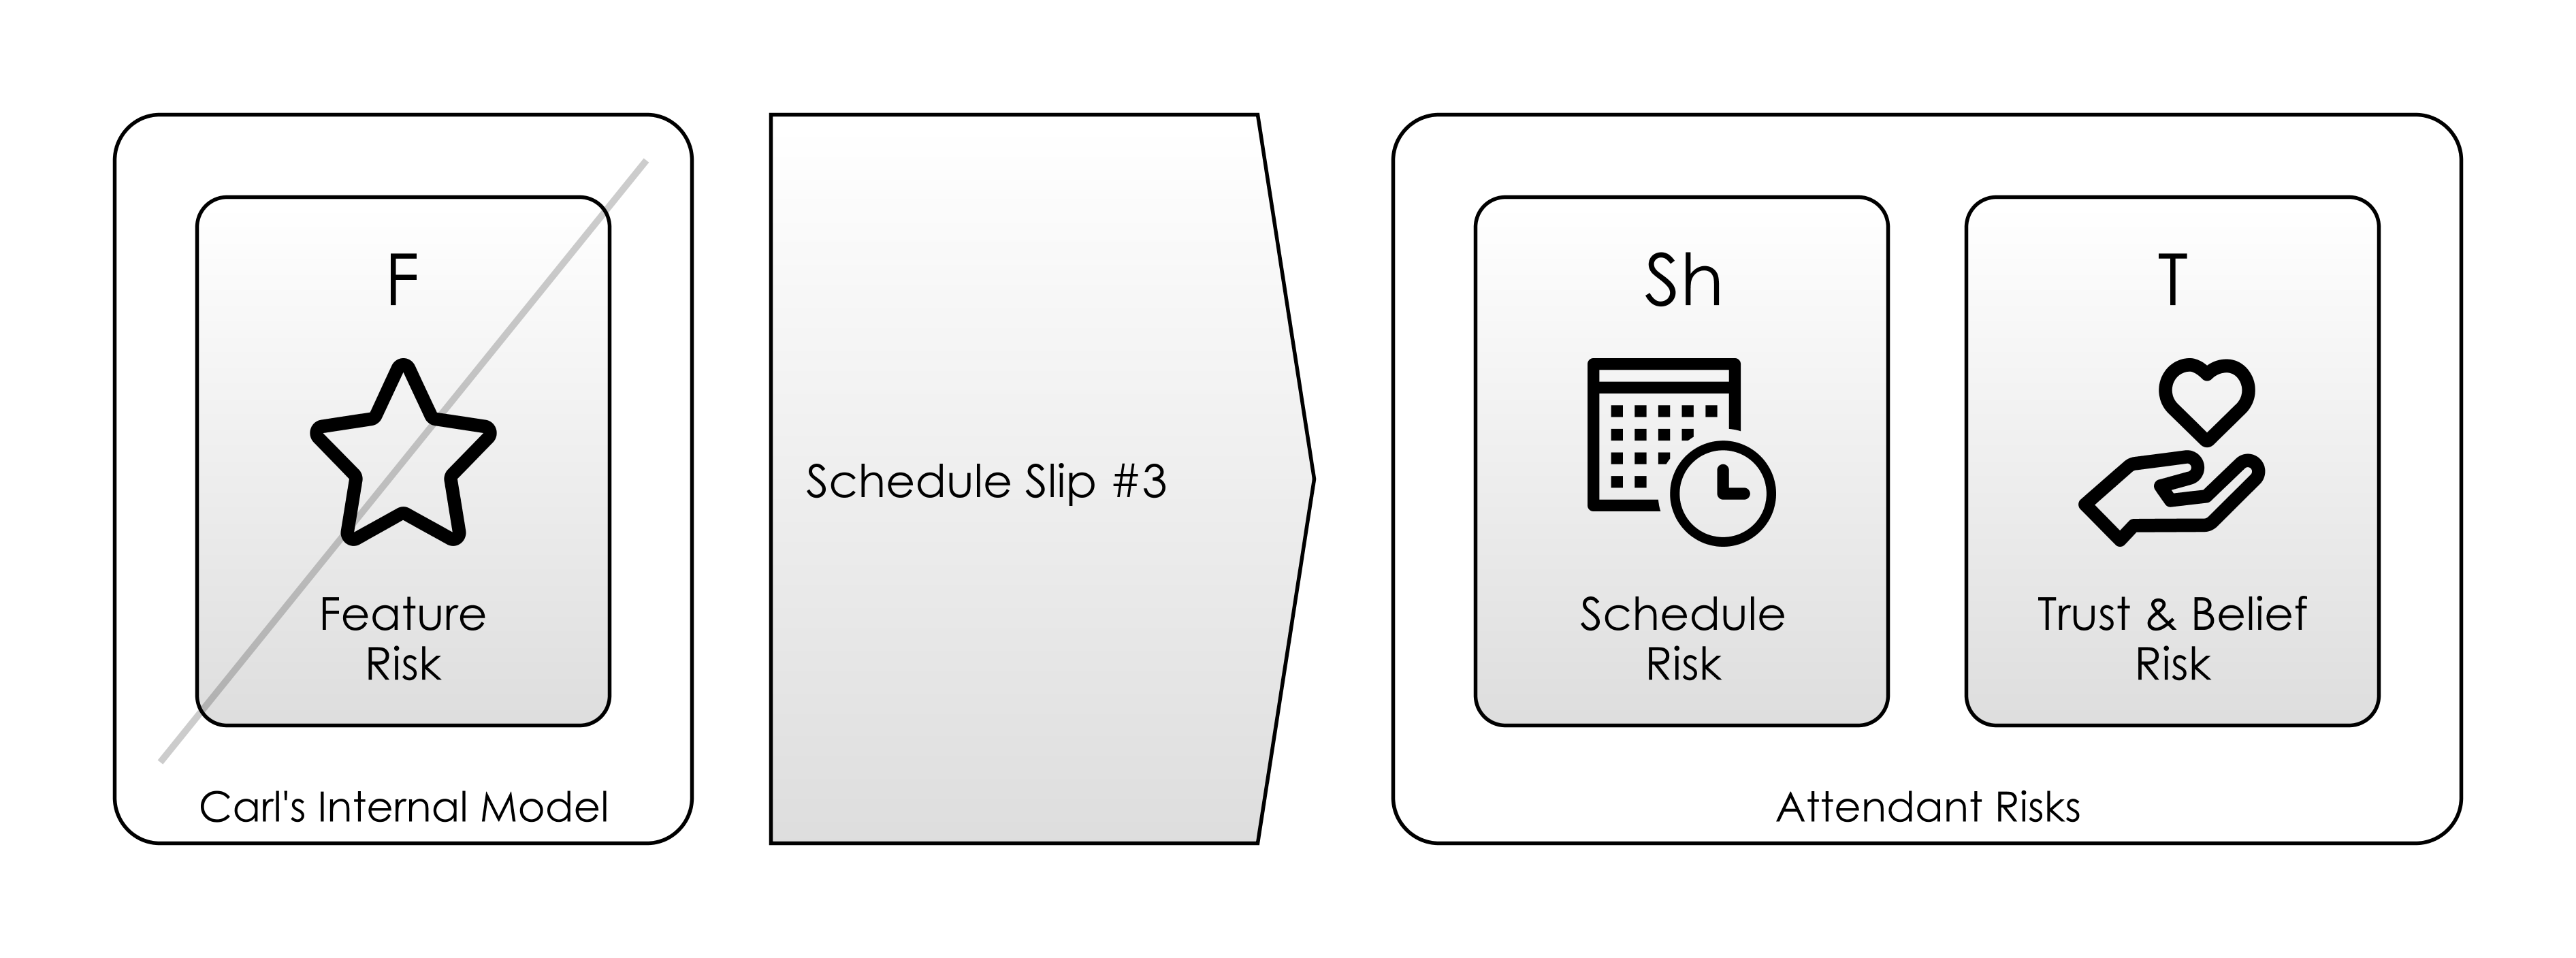 F
Feature
Risk
Carl's Internal Model
Schedule Slip #3
Sh
Schedule
Risk
T
Trust & Belief
Risk
Attendant Risks